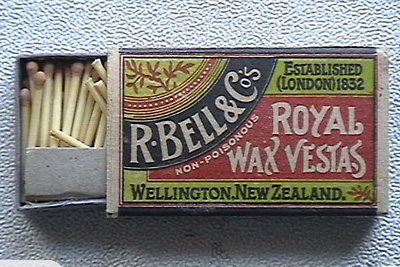 R. BELL & Co's
NON-POISONOUS
ESTABLISHED
(LONDON) 1832
ROYAL
WAX VESTAS
WELLINGTON, NEW ZEALAND.